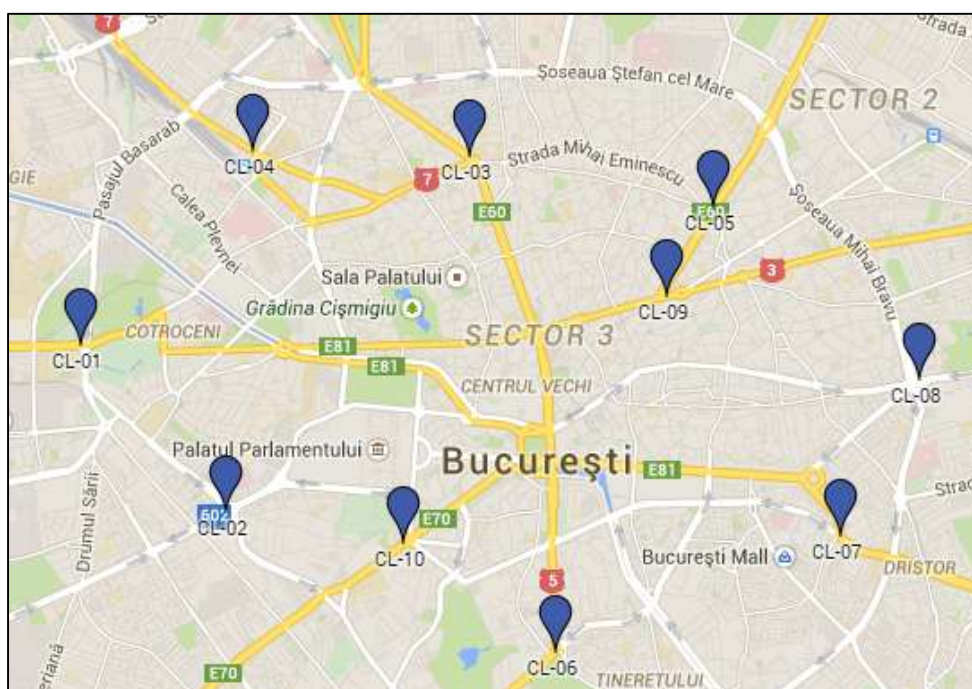 7
Șoseaua Ștefan cel Mare
SECTOR 2
Strada
Pasajul Basarab
CL-04
CL-03
Strada Mihai Eminescu
GIE
7
Calea Plevnei
E60
E60
CL-05
Șoseaua Mihai Bravu
Sala Palatului
3
Grădina Cișmigiu
CL-09
COTROCENI
SECTOR 3
E81
CL-01
E81
CENTRUL VECHI
CL-08
Palatul Parlamentului
București
E81
Drumul Sării
602
CL-02
E70
CL-10
Strad
București Mall
CL-07
DRISTOR
5
CL-06
E70
TINERETULUI
eriană